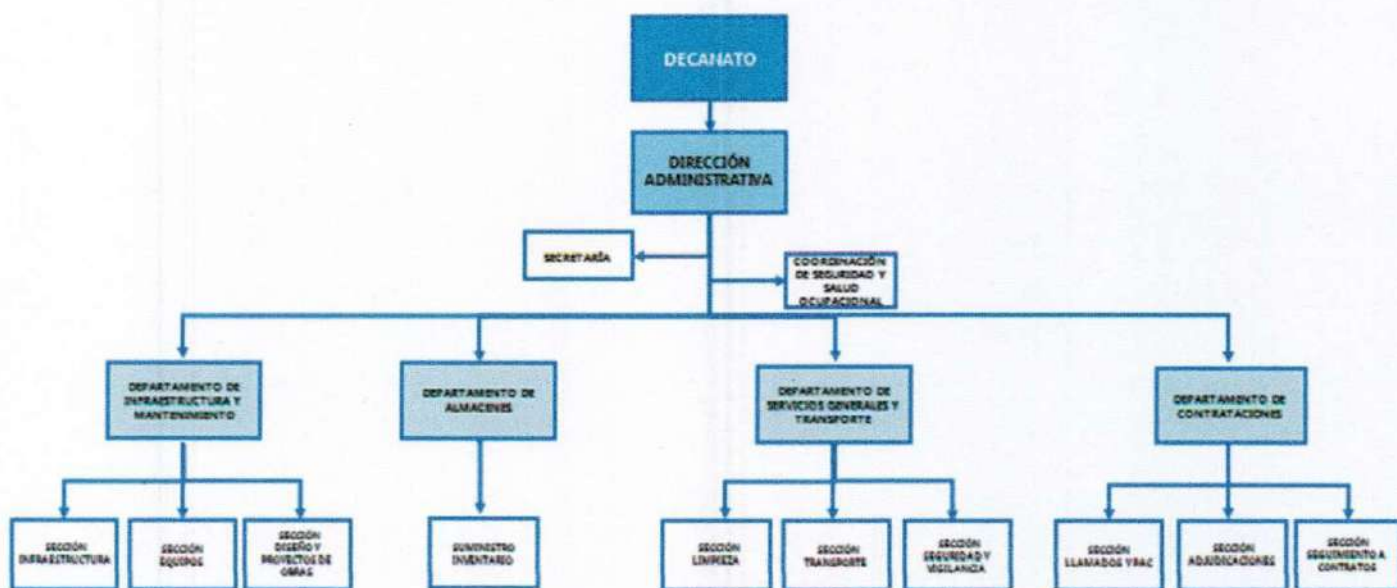 DECANATO
DIRECCIÓN
ADMINISTRATIVA
SECRETARÍA
COORDINACIÓN
DE SEGURIDAD Y
SALUD
OCUPACIONAL
DEPARTAMENTO DE
INFRAESTRUCTURA Y
MANTENIMIENTO
DEPARTAMENTO DE
ALMACENES
DEPARTAMENTO DE
SERVICIOS GENERALES Y
TRANSPORTE
DEPARTAMENTO DE
CONTRATACIONES
SECCIÓN
INFRAESTRUCTURA
SECCIÓN
EQUIPOS
SECCIÓN
DISEÑO Y
PROYECTOS DE
OBRAS
SUMINISTRO
INVENTARIO
SECCIÓN
LIMPIEZA
SECCIÓN
TRANSPORTE
SECCIÓN
SEGURIDAD Y
VIGILANCIA
SECCIÓN
LLAMADOS Y PAC
SECCIÓN
ADJUDICACIONES
SECCIÓN
SEGUIMIENTO A
CONTRATOS